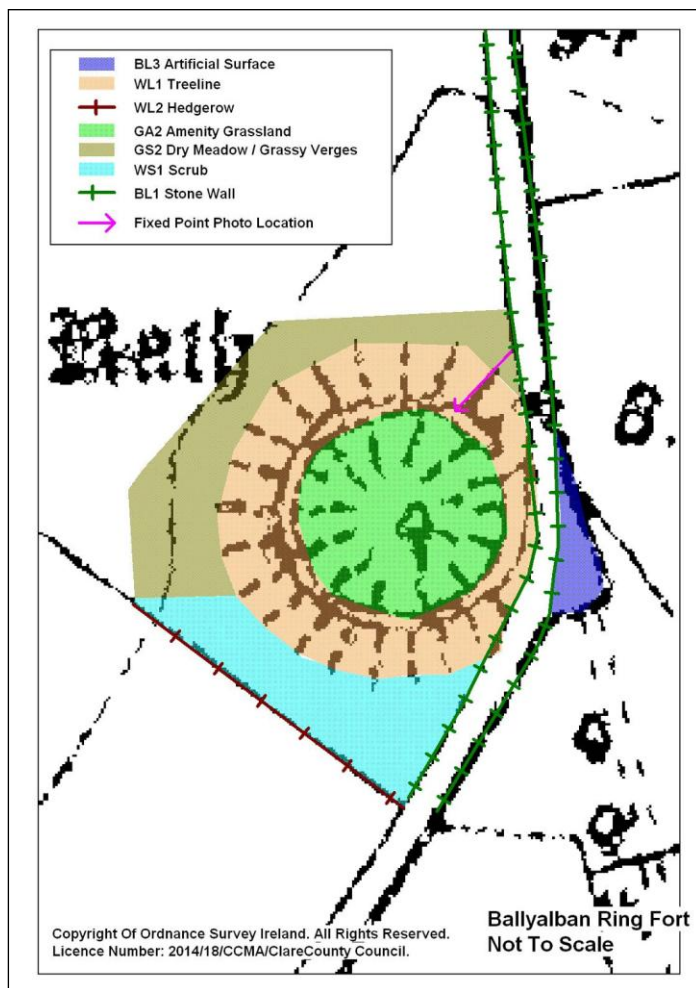 BL3 Artificial Surface
WL1 Treeline
WL2 Hedgerow
GA2 Amenity Grassland
GS2 Dry Meadow / Grassy Verges
WS1 Scrub
BL1 Stone Wall
Fixed Point Photo Location
Bally
Ballyalban Ring Fort
Not To Scale
Copyright Of Ordnance Survey Ireland. All Rights Reserved.
Licence Number: 2014/18/CCMA/ClareCounty Council.